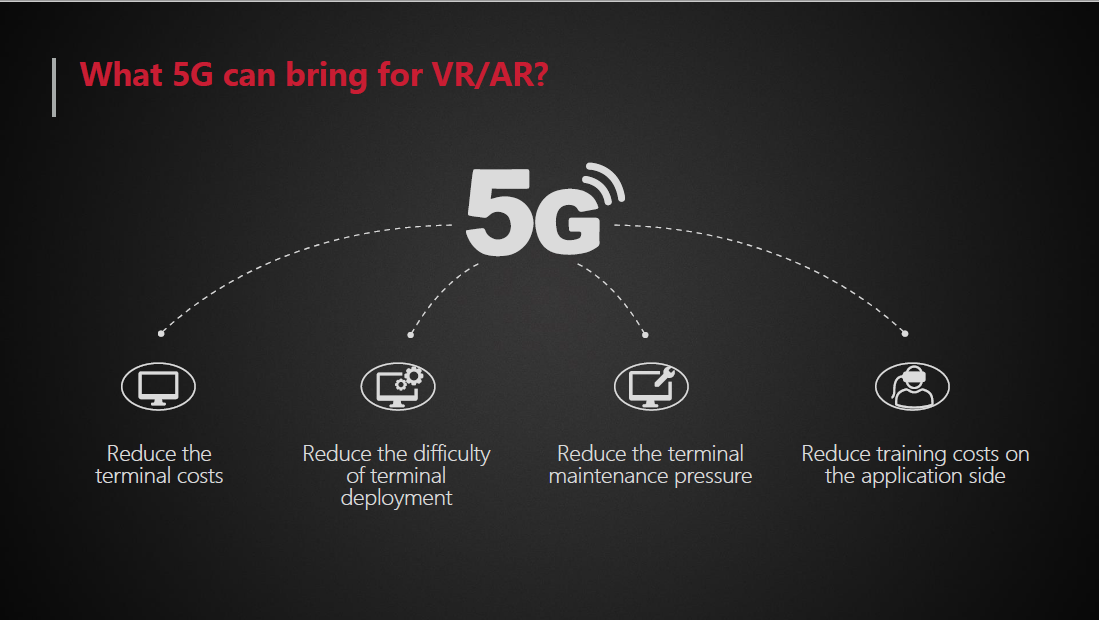 What 5G can bring for VR/AR?
5G
Reduce the
terminal costs
Reduce the difficulty
of terminal
deployment
Reduce the terminal
maintenance pressure
Reduce training costs on
the application side